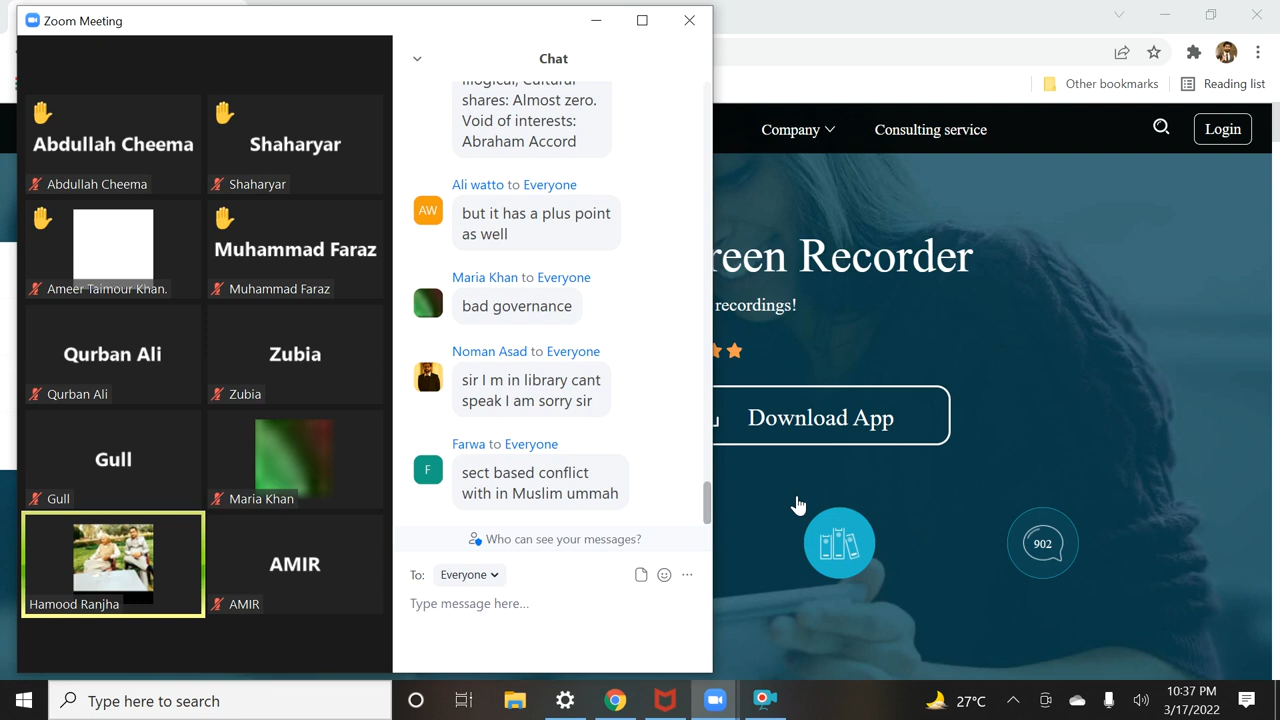 Zoom Meeting
Abdullah Cheema
Abdullah Cheema
Shaharyar
Shaharyar
Ameer Taimour Khan.
Muhammad Faraz
Muhammad Faraz
Qurban Ali
Qurban Ali
Zubia
Zubia
Gull
Gull
Maria Khan
Hamood Ranjha
AMIR
AMIR
Chat
shares: Almost zero.
Void of interests:
Abraham Accord
Ali watto to Everyone
AW
but it has a plus point
as well
Maria Khan to Everyone
bad governance
Noman Asad to Everyone
sir I m in library cant
speak I am sorry sir
Farwa to Everyone
F
sect based conflict
with in Muslim ummah
Who can see your messages?
To: Everyone
Type message here...
Other bookmarks
Reading list
Company
Consulting service
Login
reen Recorder
recordings!
Download App
902
Type here to search
27°C
10:37 PM
3/17/2022